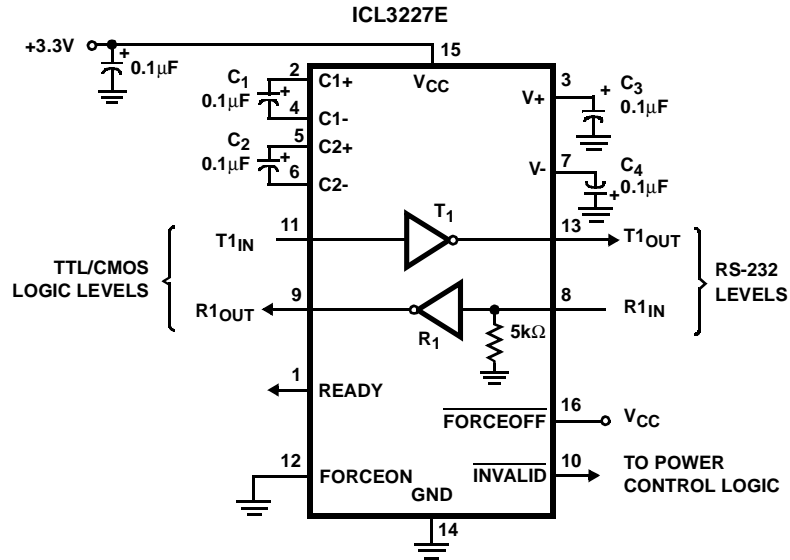 ICL3227E
+3.3V
+
0.1µF
15
VCC
C1
0.1µF
+
2
C1+
4
C1-
C2
0.1µF
+
5
C2+
6
C2-
3
V+
+
C3
0.1µF
7
V-
C4
0.1µF
+
T1
T1IN
11
13
T1OUT
TTL/CMOS
LOGIC LEVELS
RS-232
LEVELS
R1OUT
9
8
R1IN
R1
5kΩ
1
READY
FORCEOFF
16
VCC
12
FORCEON
INVALID
10
TO POWER
CONTROL LOGIC
GND
14